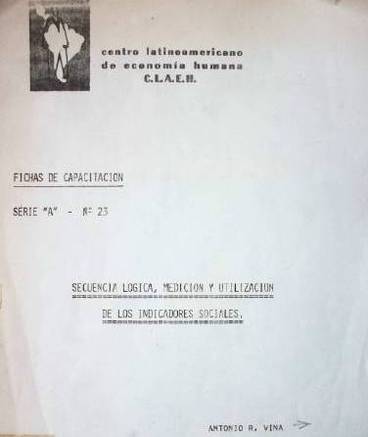 centro latinoamericano
de economía humana
C.L.A.E.H.
FICHAS DE CAPACITACION
SERIE "A" - Nº 23
SECUENCIA LOGICA, MEDICION Y UTILIZACION
DE LOS INDICADORES SOCIALES.
ANTONIO R. VINA